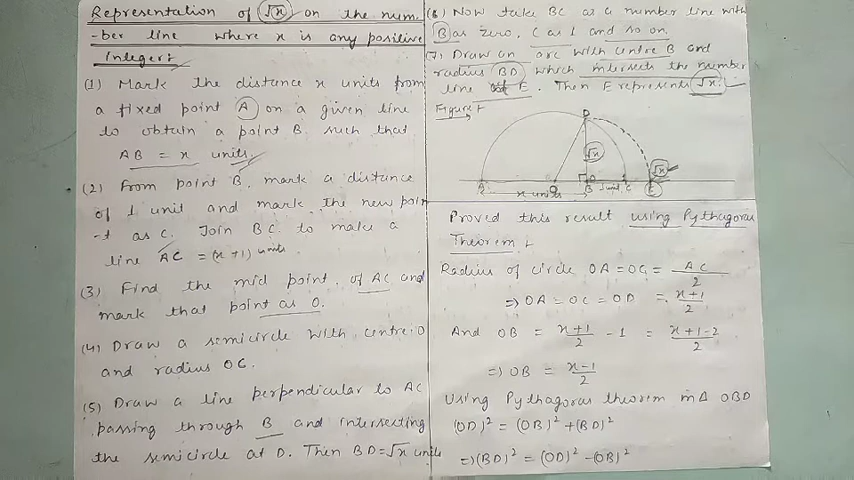 Representation of √x on the num
-ber line where x is any positive
Integer:
(1) Mark the distance x units from
a fixed point A on a given line
to obtain a point B. such that
AB = x units.
(2) From point B, mark a distance
of 1 unit and mark the new poin
-t as C. Join BC. to make a
line AC = (x+1) units.
(3) Find the mid point of AC and
mark that point as O.
(4) Draw a semicircle with centre O
and radius OC.
(5) Draw a line perpendicular to AC
passing through B and intersecting
the semicircle at D. Then BD=√x units
(6) Now take BC as a number line with
B as zero, C as 1 and so on.
(7) Draw an arc with centre B and
radius BD which intersets the number
line at E. Then E represents √x.
Figure:
D
√x
√x
A O B 1unit C E
x units
Proved this result using Pythagoras
Theorem :
Radius of circle OA = OC = AC/2
⇒ OA = OC = OD = x+1/2
And OB = x+1/2 - 1 = x+1-2/2
⇒ OB = x-1/2
Using Pythagoras theorem in Δ OBD
(OD)² = (OB)² + (BD)²
⇒ (BD)² = (OD)² - (OB)²